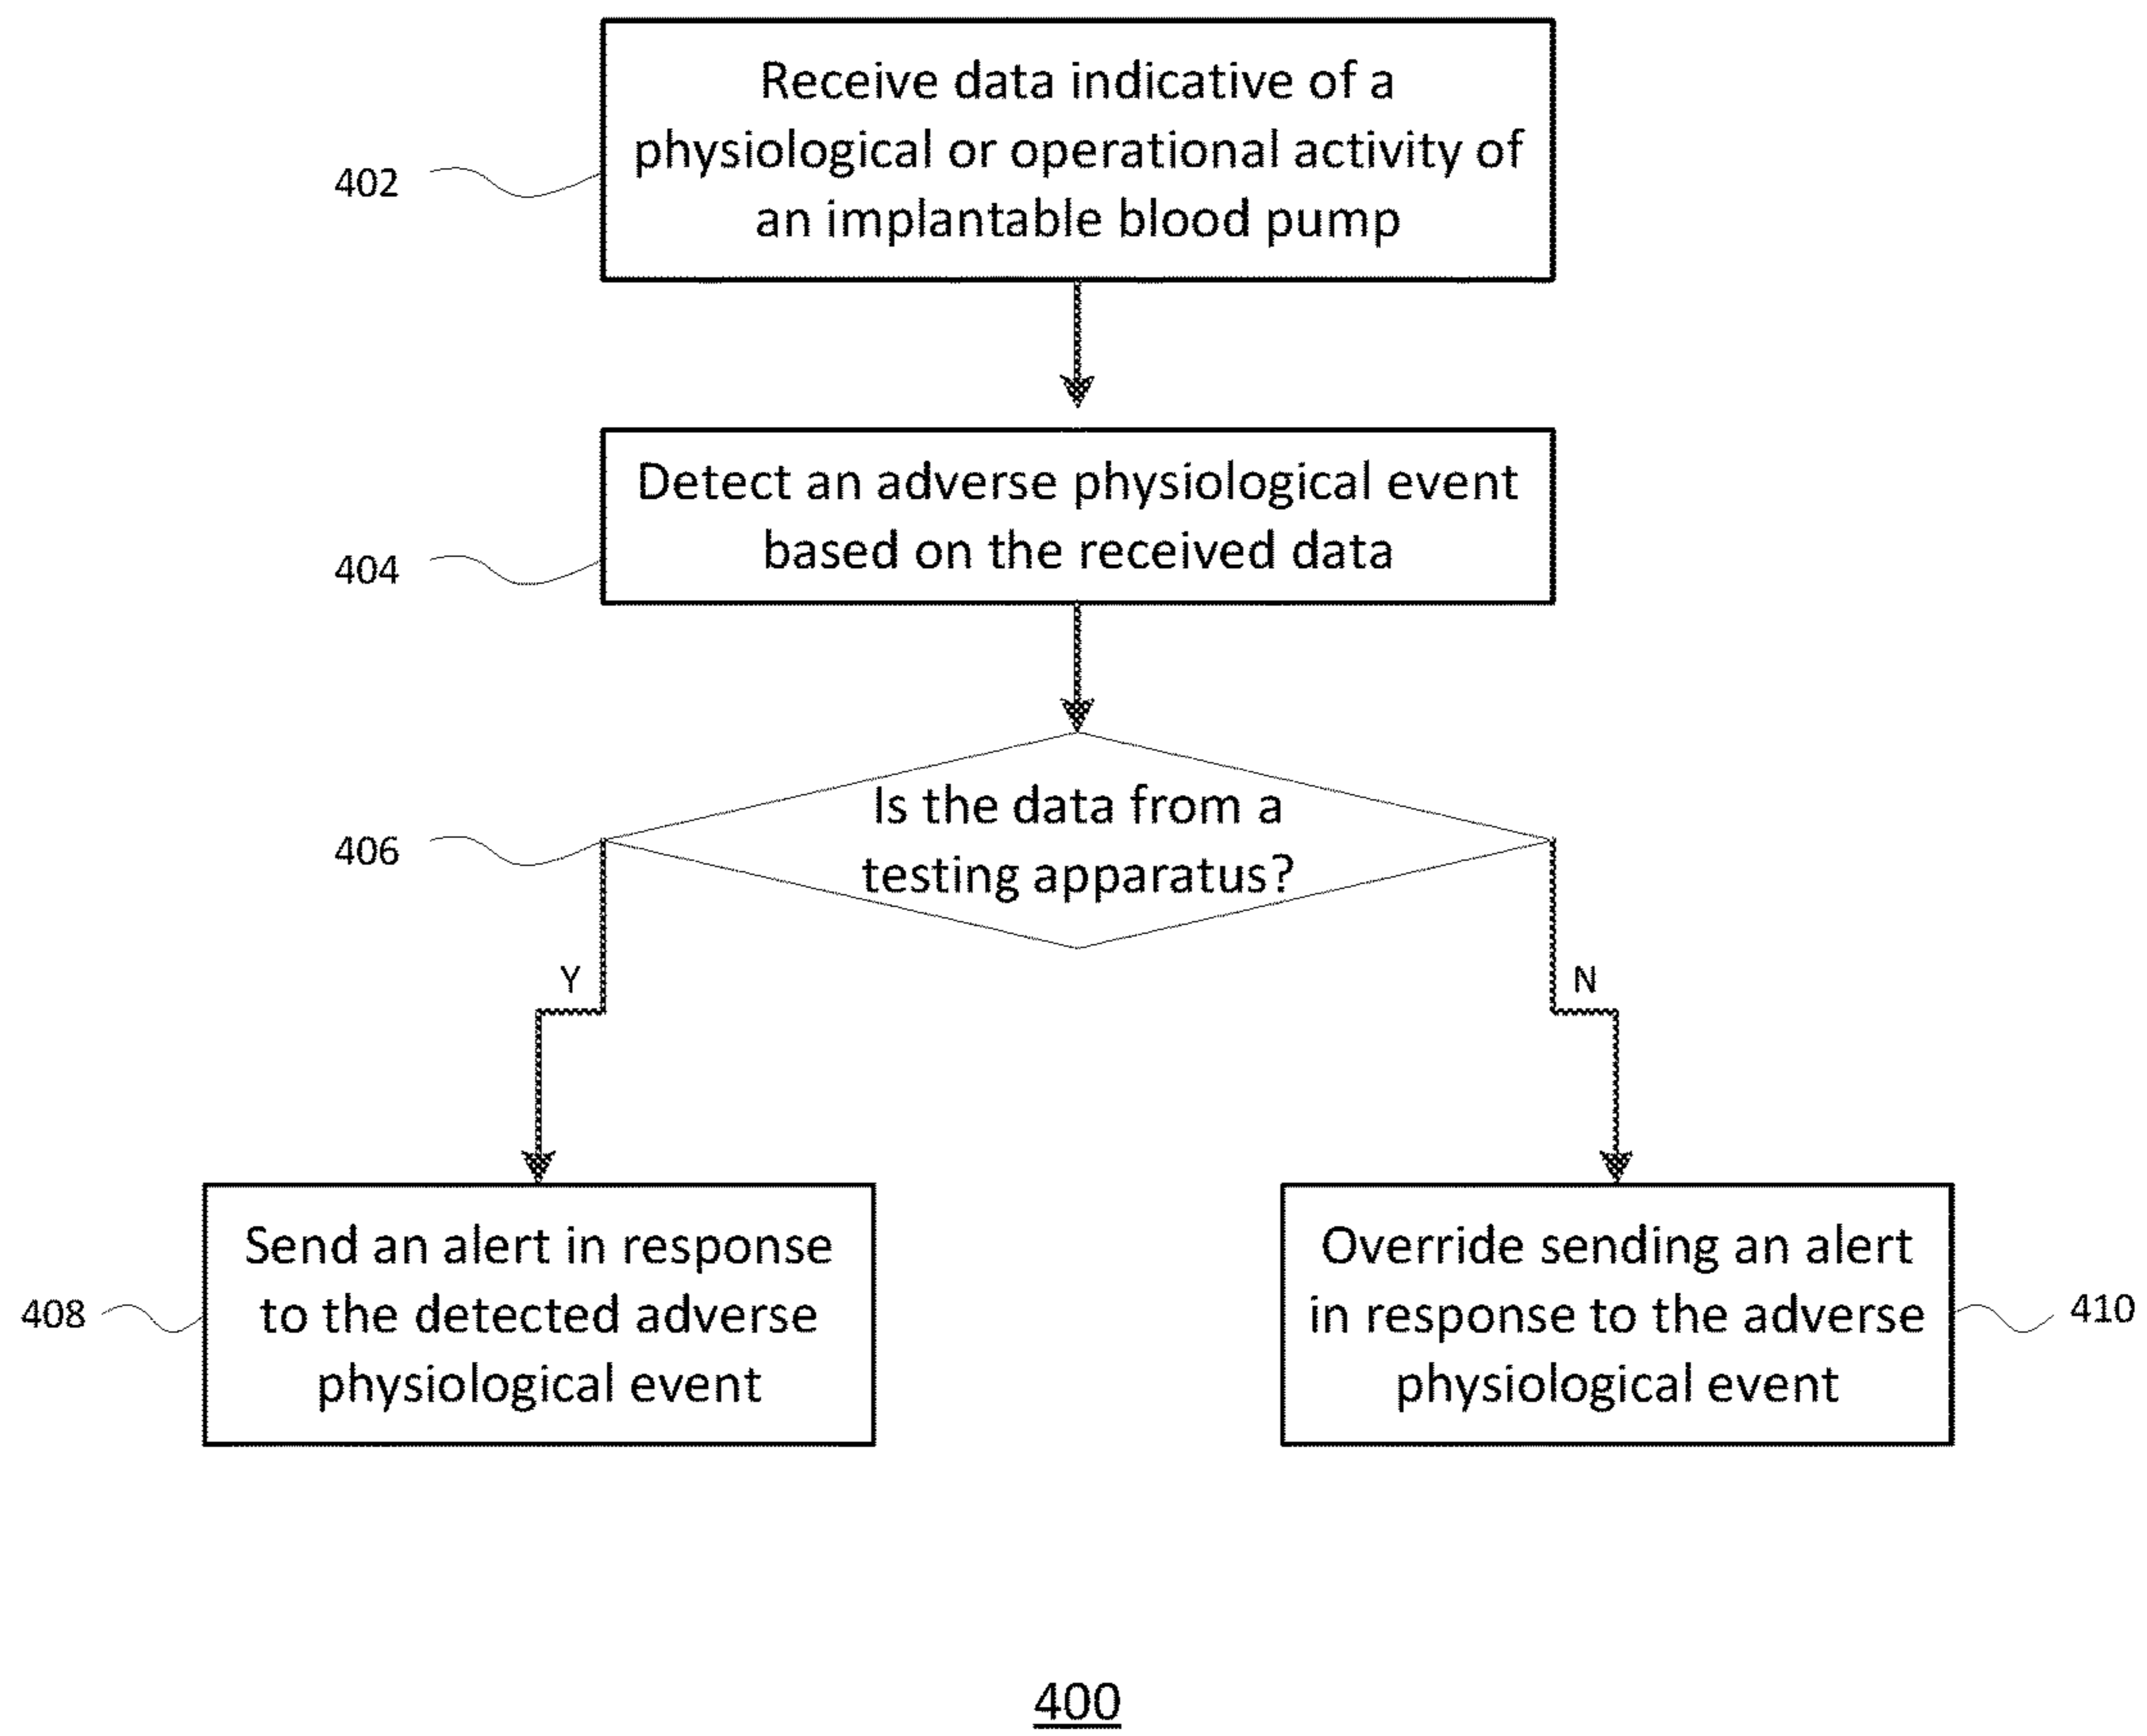 Receive data indicative of a
physiological or operational activity of
an implantable blood pump
402
Detect an adverse physiological event
based on the received data
404
Is the data from a
testing apparatus?
406
Y
N
Send an alert in response
to the detected adverse
physiological event
408
Override sending an alert
in response to the adverse
physiological event
410
400